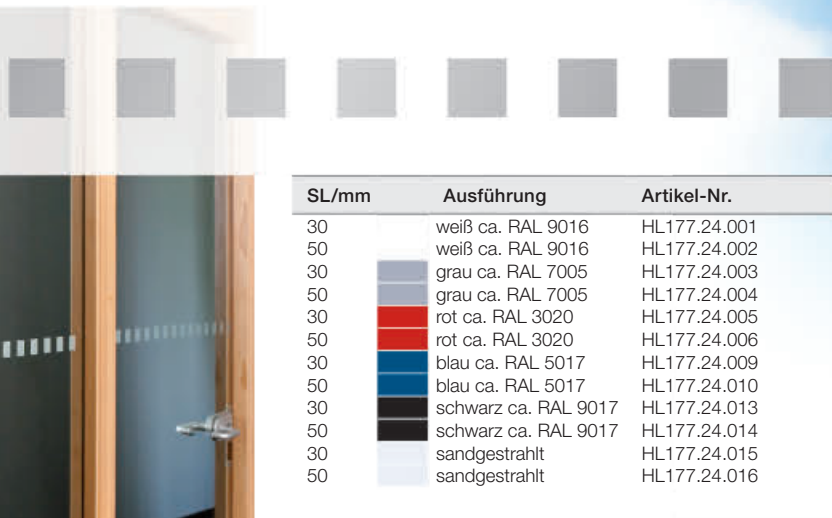 SL/mm Ausführung Artikel-Nr.
30 weiß ca. RAL 9016 HL177.24.001
50 weiß ca. RAL 9016 HL177.24.002
30 grau ca. RAL 7005 HL177.24.003
50 grau ca. RAL 7005 HL177.24.004
30 rot ca. RAL 3020 HL177.24.005
50 rot ca. RAL 3020 HL177.24.006
30 blau ca. RAL 5017 HL177.24.009
50 blau ca. RAL 5017 HL177.24.010
30 schwarz ca. RAL 9017 HL177.24.013
50 schwarz ca. RAL 9017 HL177.24.014
30 sandgestrahlt HL177.24.015
50 sandgestrahlt HL177.24.016